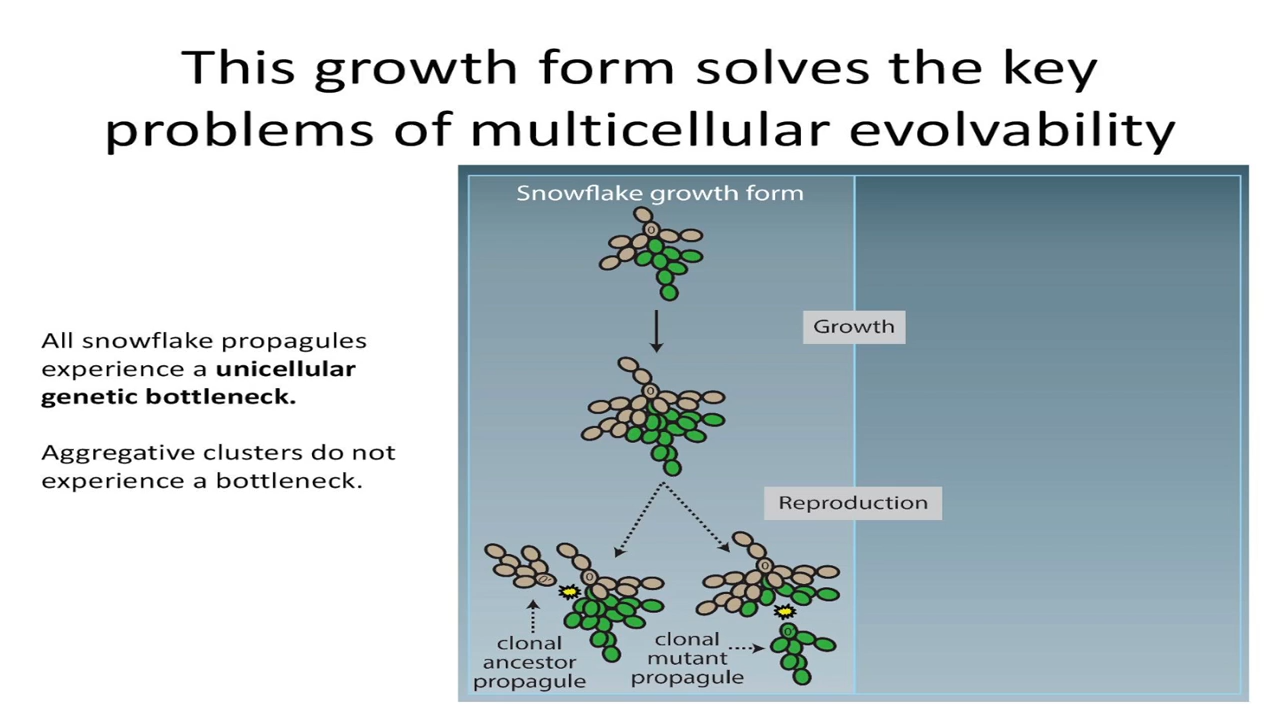 This growth form solves the key
problems of multicellular evolvability
All snowflake propagules
experience a unicellular
genetic bottleneck.
Aggregative clusters do not
experience a bottleneck.
Snowflake growth form
Growth
Reproduction
clonal
ancestor
propagule
clonal
mutant
propagule